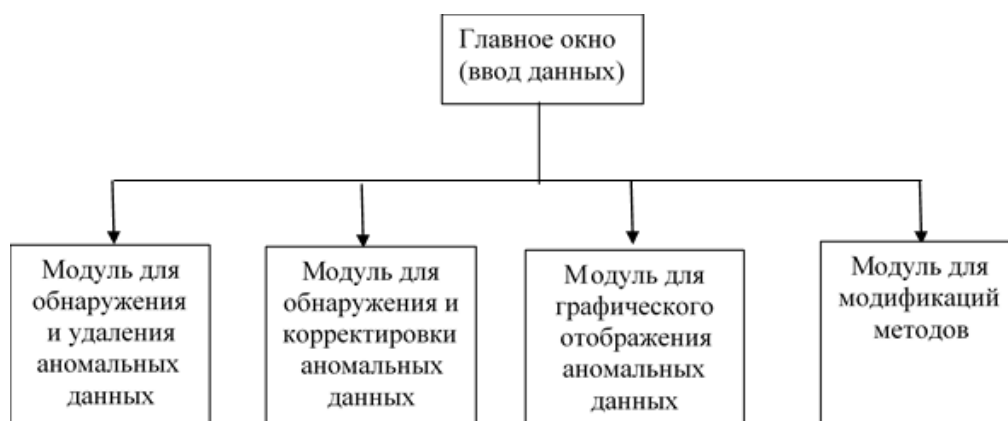 Главное окно
(ввод данных)
Модуль для
обнаружения
и удаления
аномальных
данных
Модуль для
обнаружения и
корректировки
аномальных
данных
Модуль для
графического
отображения
аномальных
данных
Модуль для
модификаций
методов